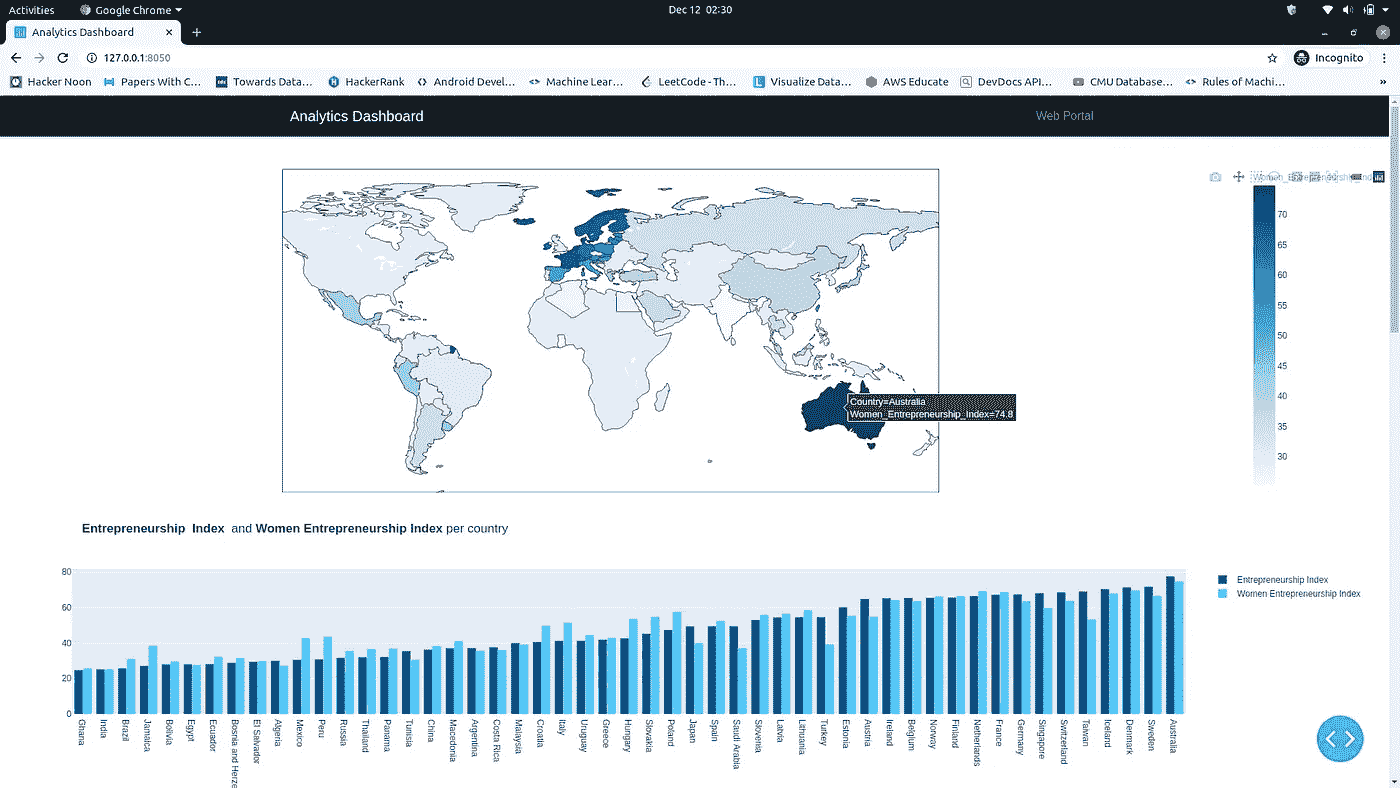 Activities Google Chrome Dec 12 02:30
Analytics Dashboard
127.0.0.1:8050 Incognito
Hacker Noon Papers With C... Towards Data... HackerRank Android Devel... Machine Lear... LeetCode - Th... Visualize Data... AWS Educate DevDocs API... CMU Database... Rules of Machi... »
Analytics Dashboard Web Portal
70
65
60
55
50
45
40
35
30
Country=Australia
Women_Entrepreneurship_Index=74.8
Entrepreneurship Index and Women Entrepreneurship Index per country
80
60
40
20
0
Entrepreneurship Index
Women Entrepreneurship Index
Ghana
India
Brazil
Jamaica
Bolivia
Egypt
Ecuador
Bosnia and Herze
El Salvador
Algeria
Mexico
Peru
Russia
Thailand
Panama
Tunisia
China
Macedonia
Argentina
Costa Rica
Malaysia
Croatia
Italy
Uruguay
Greece
Hungary
Slovakia
Poland
Japan
Spain
Saudi Arabia
Slovenia
Latvia
Lithuania
Turkey
Estonia
Austria
Ireland
Belgium
Norway
Finland
Netherlands
France
Germany
Singapore
Switzerland
Taiwan
Iceland
Denmark
Sweden
Australia